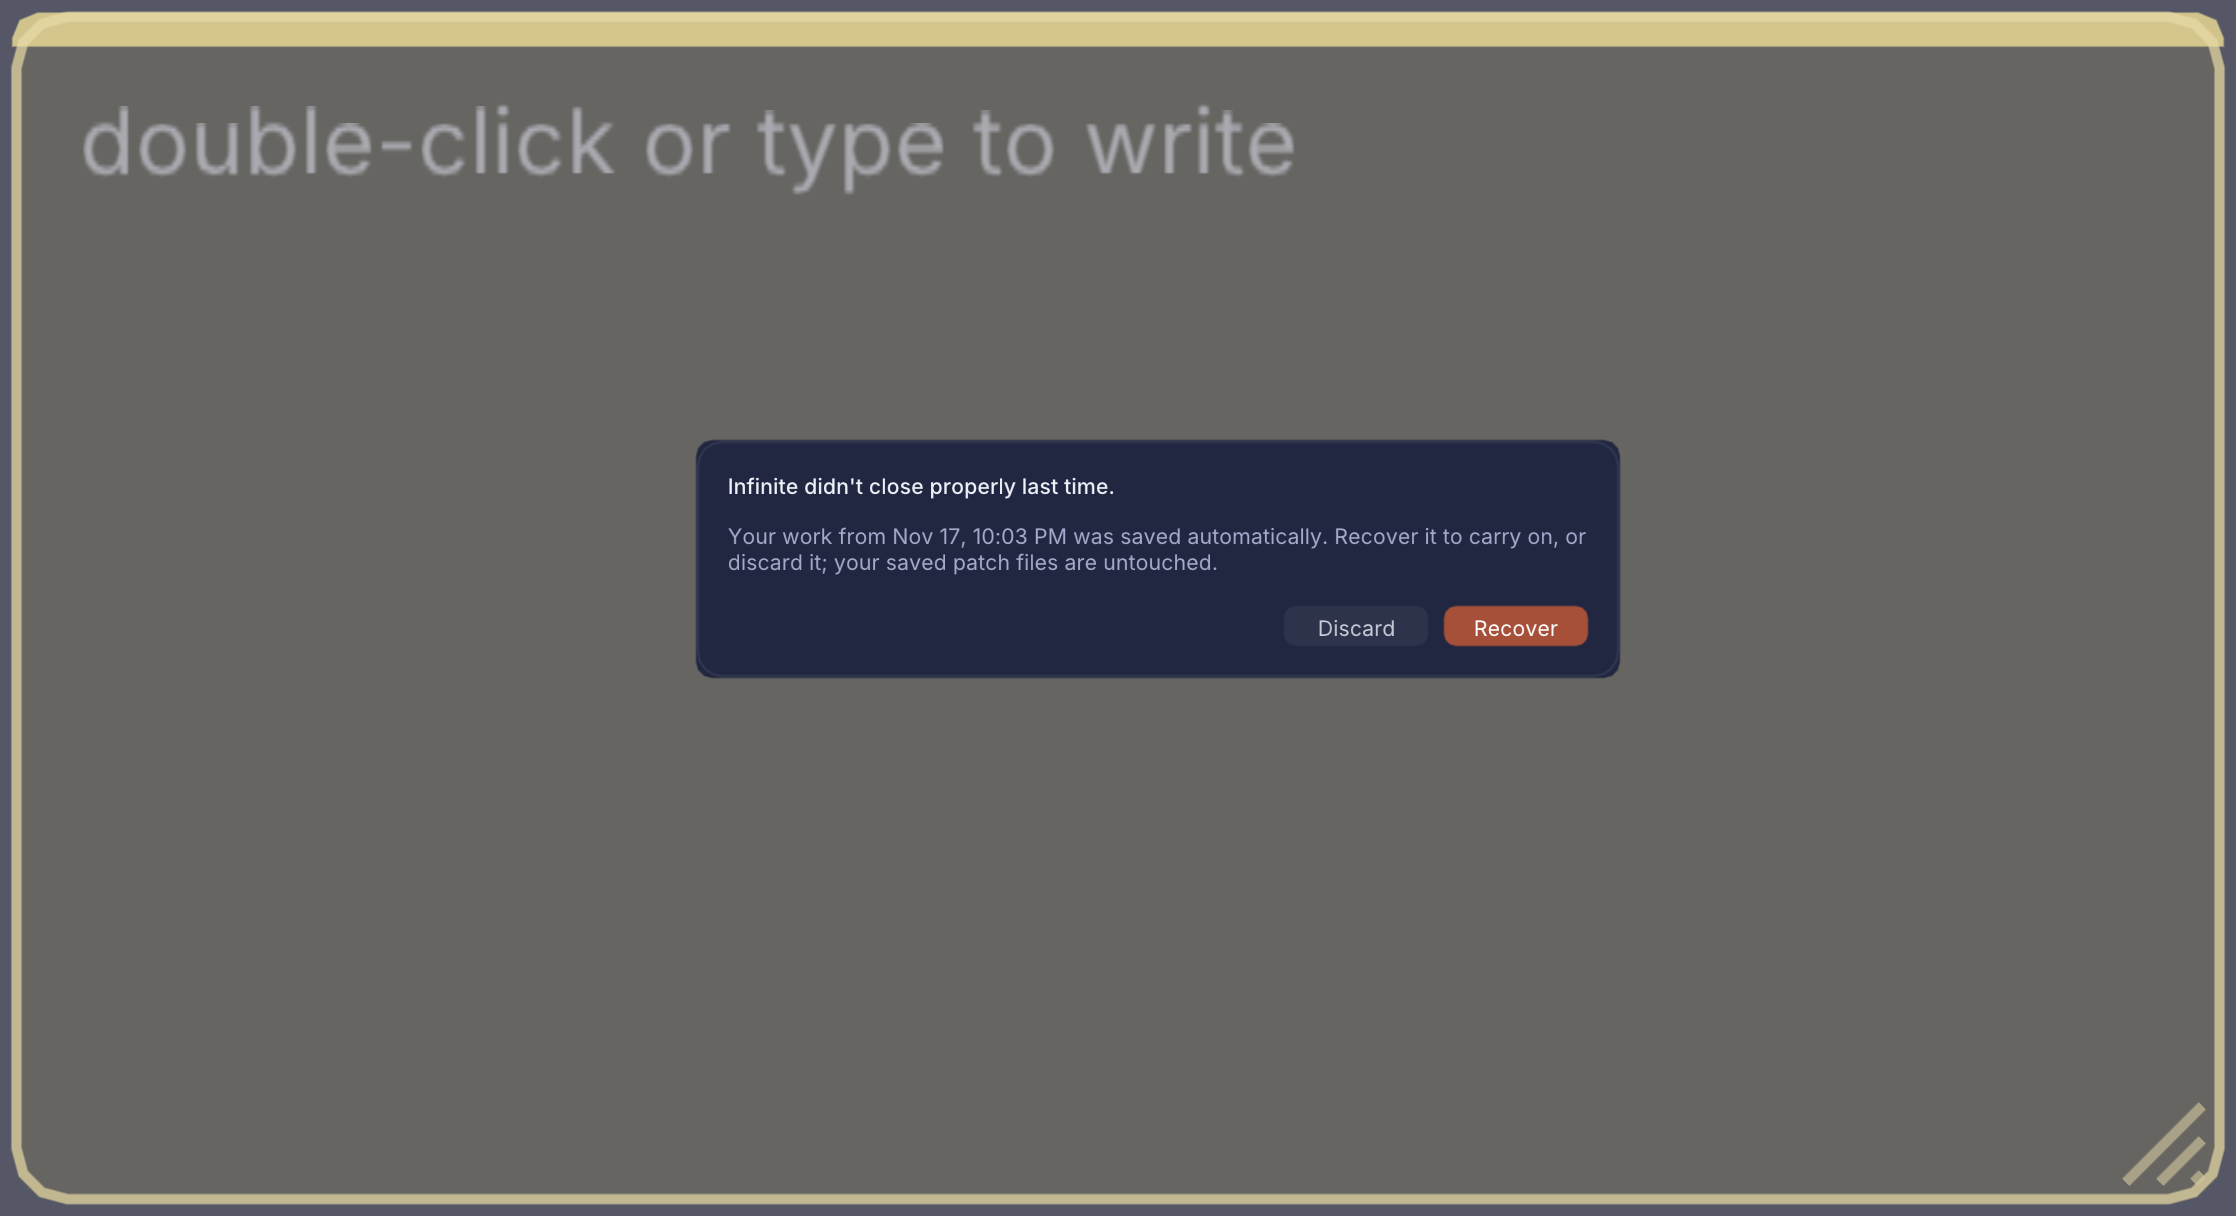 double-click or type to write
Infinite didn't close properly last time.
Your work from Nov 17, 10:03 PM was saved automatically. Recover it to carry on, or
discard it; your saved patch files are untouched.
Discard Recover